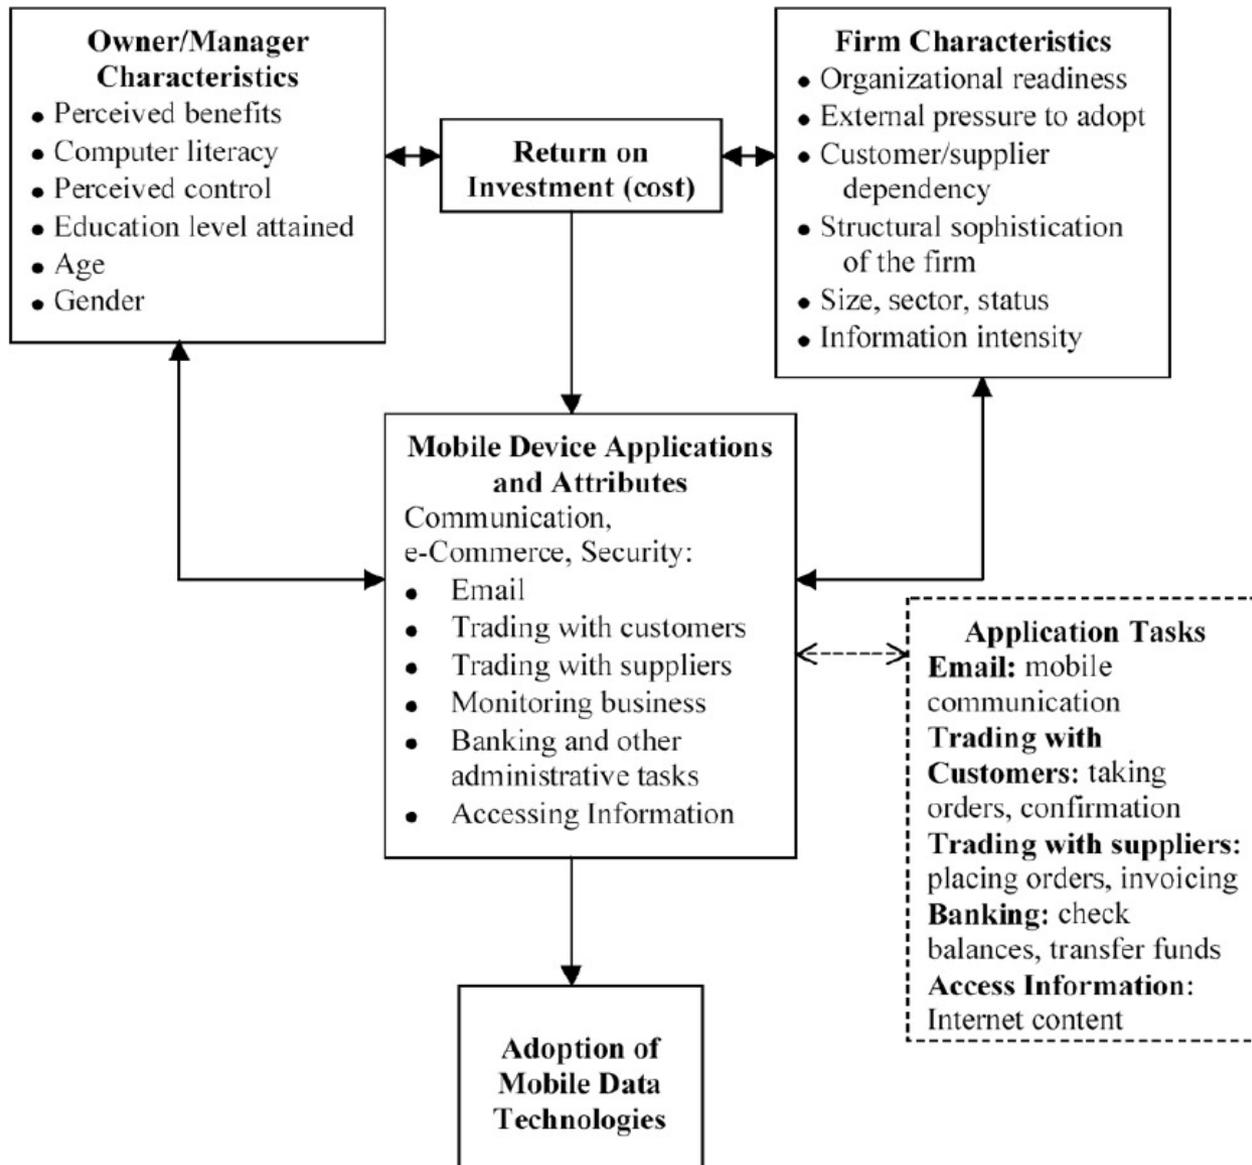 Owner/Manager
Characteristics
• Perceived benefits
• Computer literacy
• Perceived control
• Education level attained
• Age
• Gender
Return on
Investment (cost)
Firm Characteristics
• Organizational readiness
• External pressure to adopt
• Customer/supplier
dependency
• Structural sophistication
of the firm
• Size, sector, status
• Information intensity
Mobile Device Applications
and Attributes
Communication,
e-Commerce, Security:
• Email
• Trading with customers
• Trading with suppliers
• Monitoring business
• Banking and other
administrative tasks
• Accessing Information
Application Tasks
Email: mobile
communication
Trading with
Customers: taking
orders, confirmation
Trading with suppliers:
placing orders, invoicing
Banking: check
balances, transfer funds
Access Information:
Internet content
Adoption of
Mobile Data
Technologies